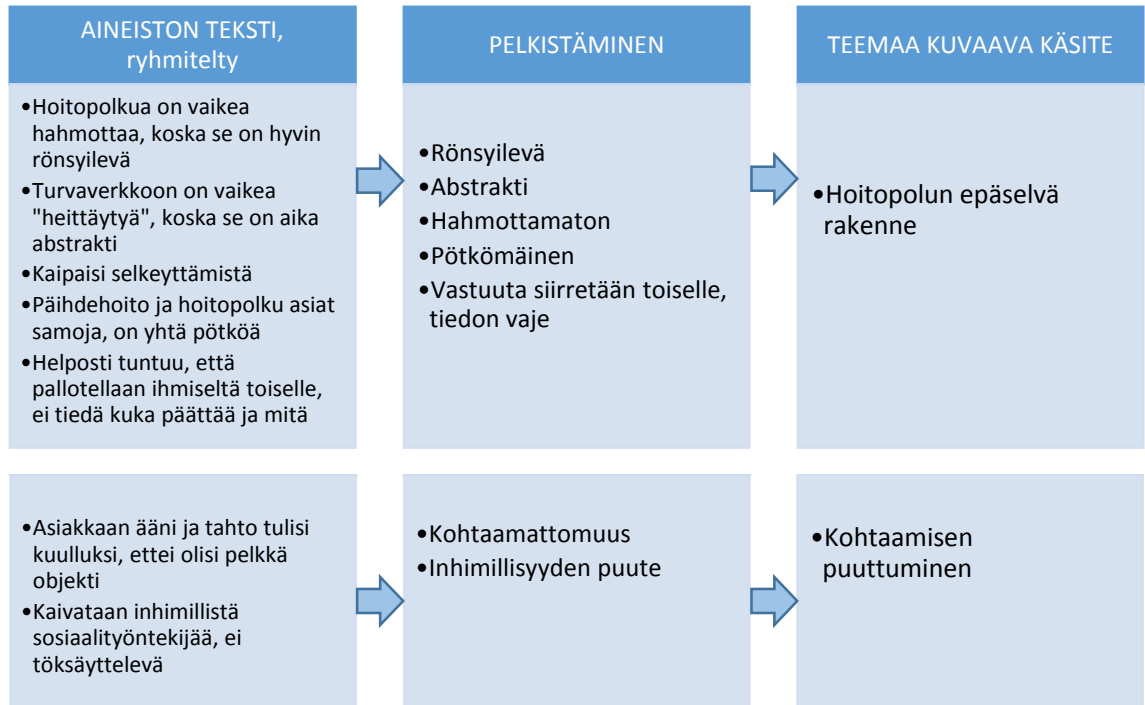 AINEISTON TEKSTI,
ryhmitelty
•Hoitopolkua on vaikea
hahmottaa, koska se on hyvin
rönsyilevä
•Turvaverkkoon on vaikea
"heittäytyä", koska se on aika
abstrakti
•Kaipaisi selkeyttämistä
•Päihdehoito ja hoitopolku asiat
samoja, on yhtä pötköä
•Helposti tuntuu, että
pallotellaan ihmiseltä toiselle,
ei tiedä kuka päättää ja mitä
PELKISTÄMINEN
•Rönsyilevä
•Abstrakti
•Hahmottamaton
•Pötkömäinen
•Vastuuta siirretään toiselle,
tiedon vaje
TEEMAA KUVAAVA KÄSITE
•Hoitopolun epäselvä
rakenne
•Asiakkaan ääni ja tahto tulisi
kuulluksi, ettei olisi pelkkä
objekti
•Kaivataan inhimillistä
sosiaalityöntekijää, ei
töksäyttelevä
•Kohtaamattomuus
•Inhimillisyyden puute
•Kohtaamisen
puuttuminen